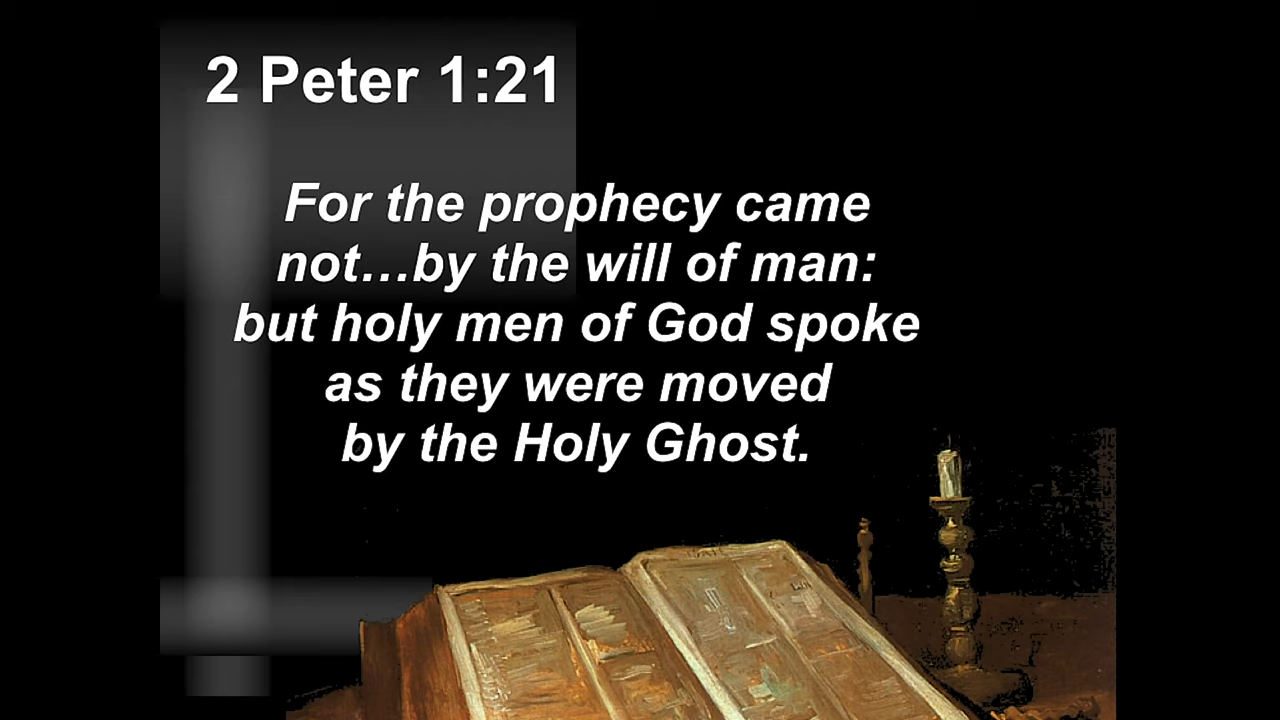 2 Peter 1:21
For the prophecy came
not…by the will of man:
but holy men of God spoke
as they were moved
by the Holy Ghost.